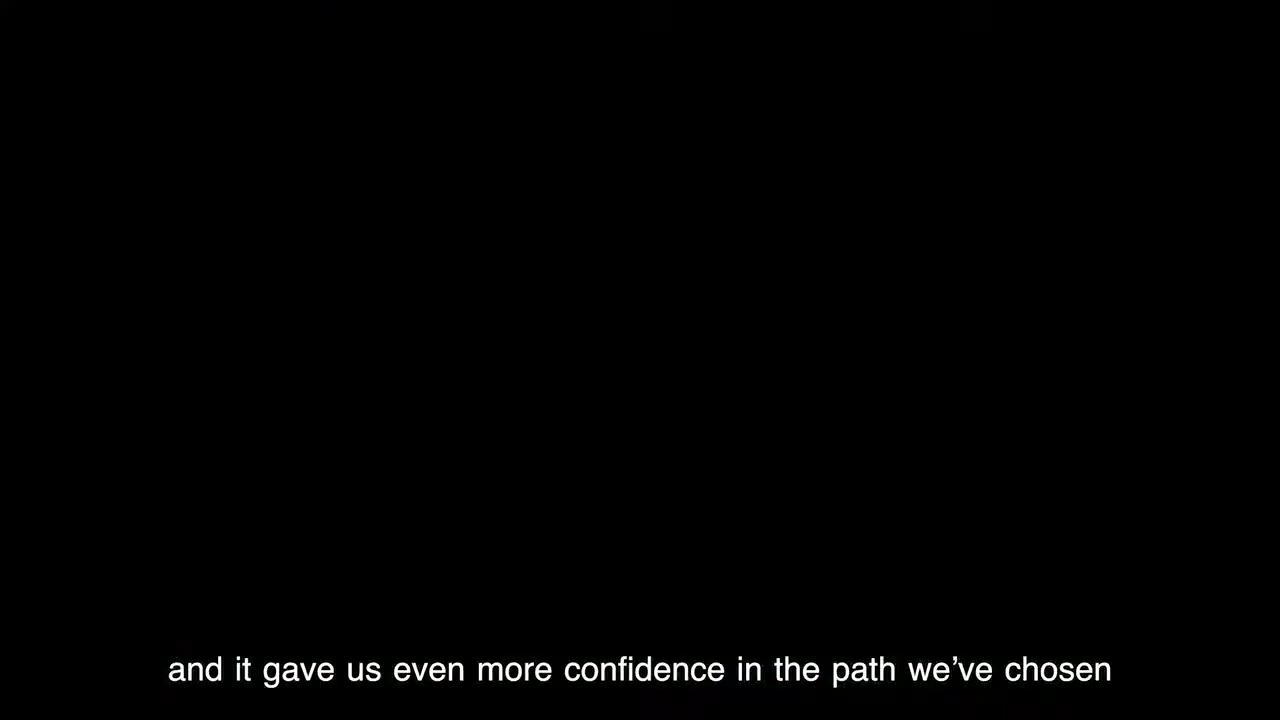 and it gave us even more confidence in the path we’ve chosen